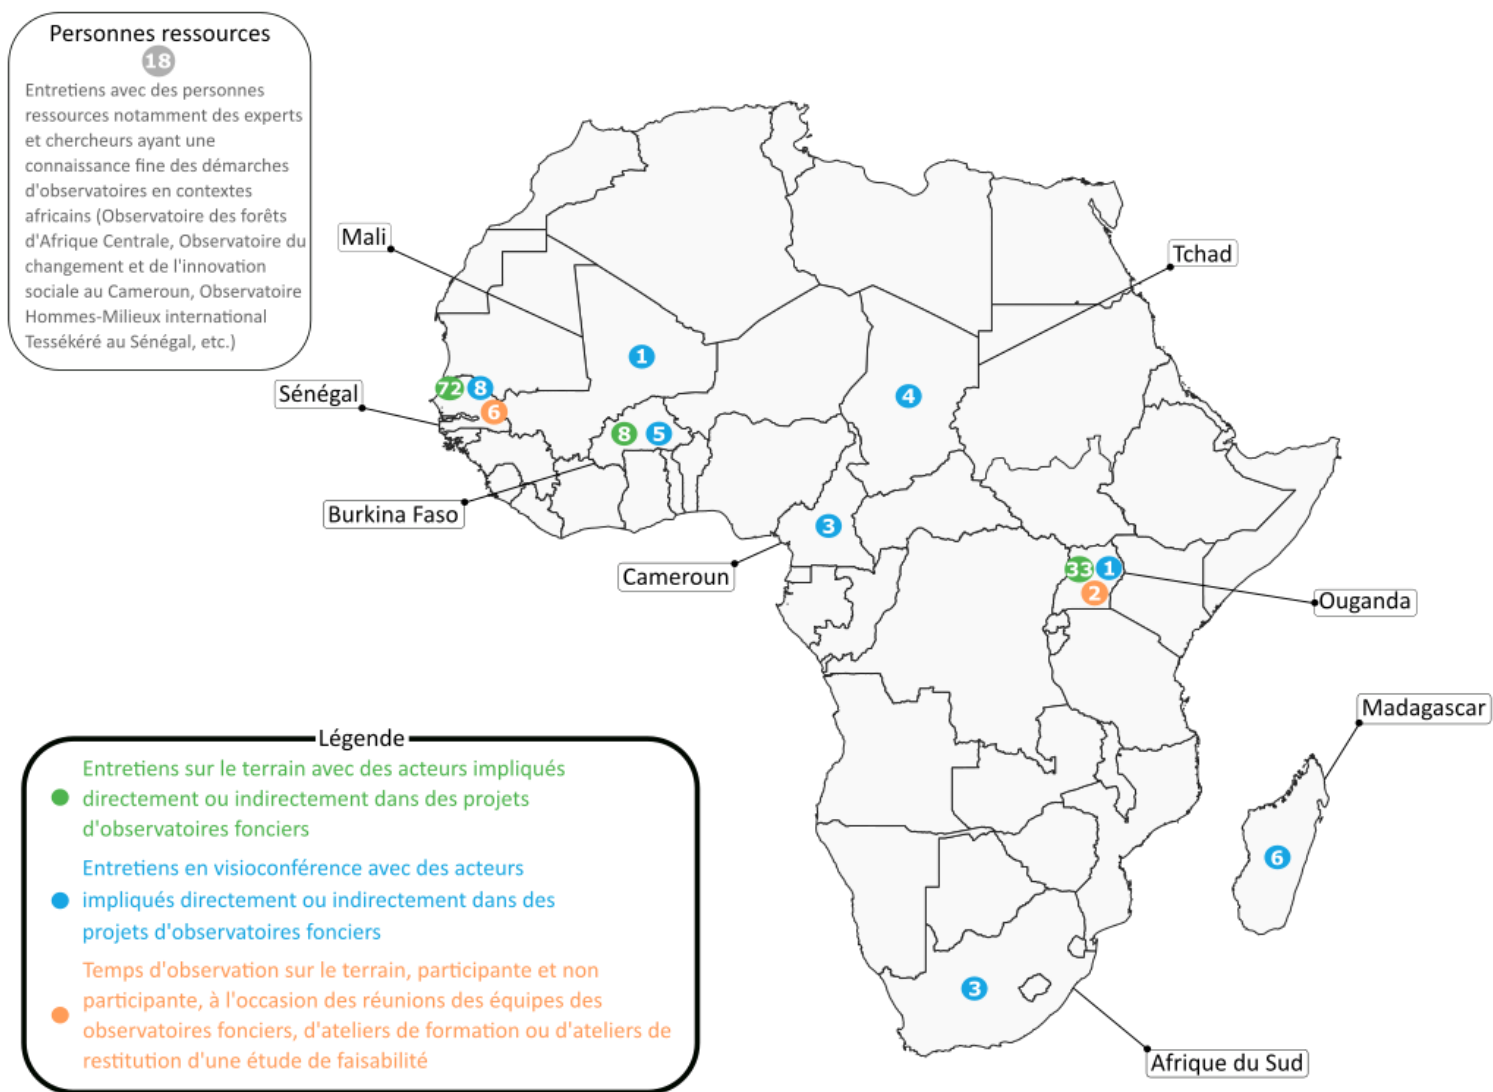 Personnes ressources
18
Entretiens avec des personnes
ressources notamment des experts
et chercheurs ayant une
connaissance fine des démarches
d'observatoires en contextes
africains (Observatoire des forêts
d'Afrique Centrale, Observatoire du
changement et de l'innovation
sociale au Cameroun, Observatoire
Hommes-Milieux international
Tessékéré au Sénégal, etc.)
Mali
Tchad
1
Sénégal
72 8
6
4
8 5
Burkina Faso
3
Cameroun
33 1
2
Ouganda
Madagascar
6
3
Afrique du Sud
Légende
Entretiens sur le terrain avec des acteurs impliqués
directement ou indirectement dans des projets
d'observatoires fonciers
Entretiens en visioconférence avec des acteurs
impliqués directement ou indirectement dans des
projets d'observatoires fonciers
Temps d'observation sur le terrain, participante et non
participante, à l'occasion des réunions des équipes des
observatoires fonciers, d'ateliers de formation ou d'ateliers de
restitution d'une étude de faisabilité